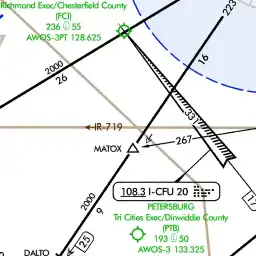 Richmond Exec/Chesterfield County
(FCI)
236 55
AWOS-3PT 128.625
223
2000
26
16
33
IR-719
267
MATOX
108.3 I-CFU 20
PETERSBURG
Tri Cities Exec/Dinwiddie County
(PTB)
193 50
AWOS-3 133.325
2000
9
125
DALTO